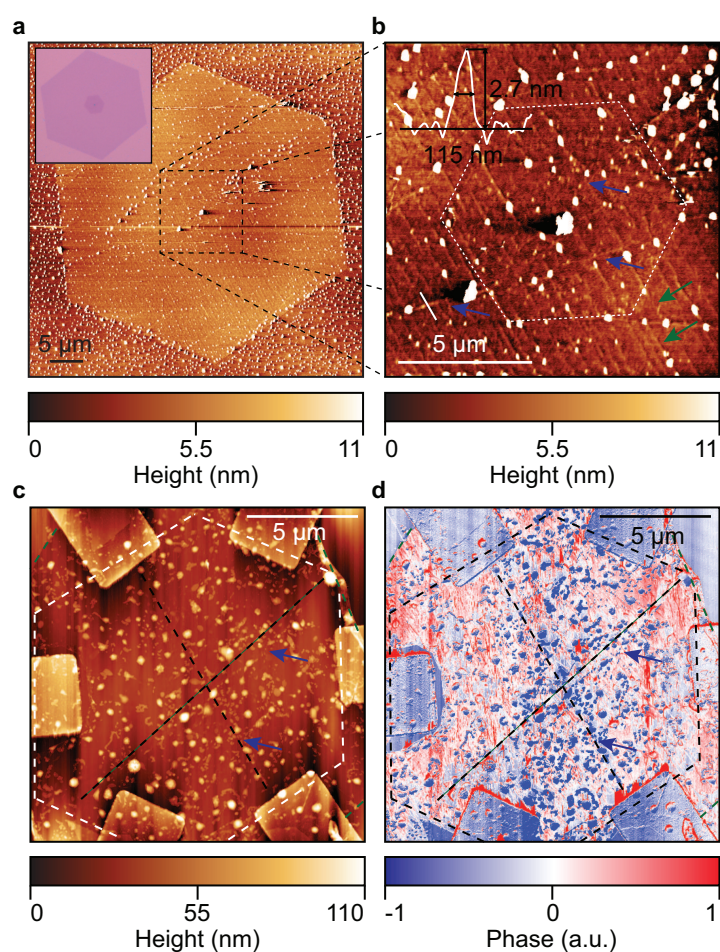 a
5 µm
0 5.5 11
Height (nm)
b
2.7 nm
115 nm
5 µm
0 5.5 11
Height (nm)
c
5 µm
0 55 110
Height (nm)
d
5 µm
-1 0 1
Phase (a.u.)